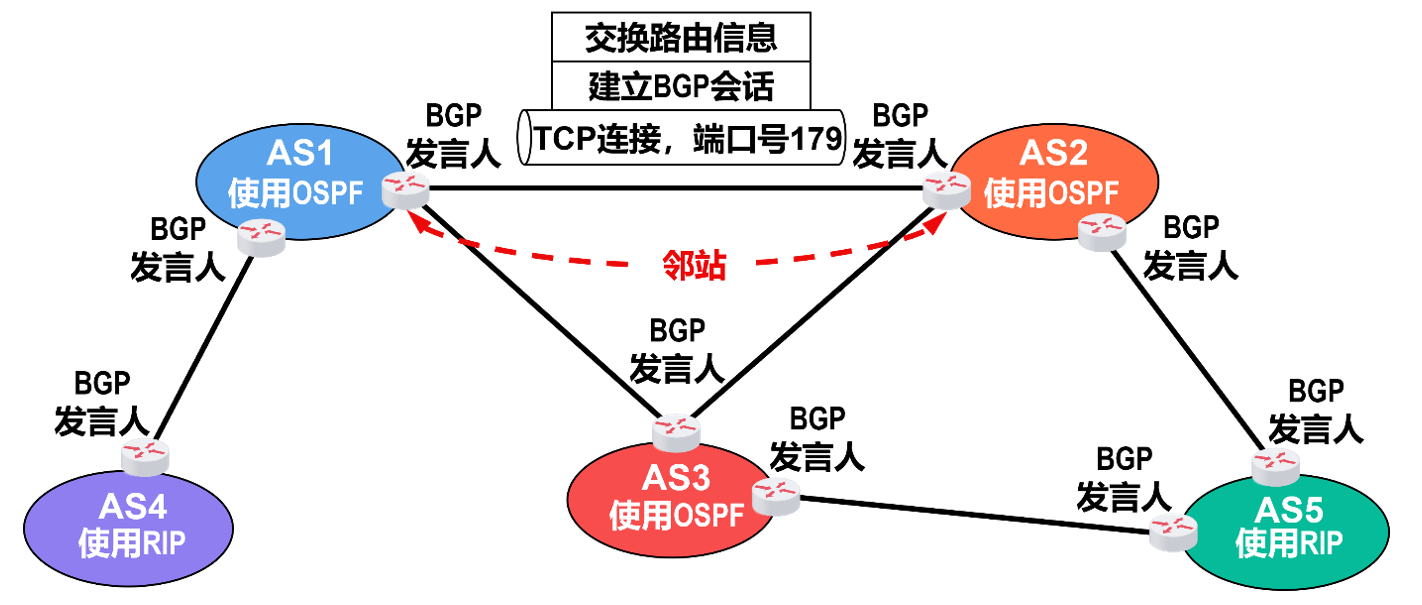 交换路由信息
建立BGP会话
TCP连接，端口号179
BGP
发言人
BGP
发言人
AS1
使用OSPF
AS2
使用OSPF
BGP
发言人
BGP
发言人
邻站
BGP
发言人
BGP
发言人
BGP
发言人
BGP
发言人
BGP
发言人
AS3
使用OSPF
AS4
使用RIP
AS5
使用RIP